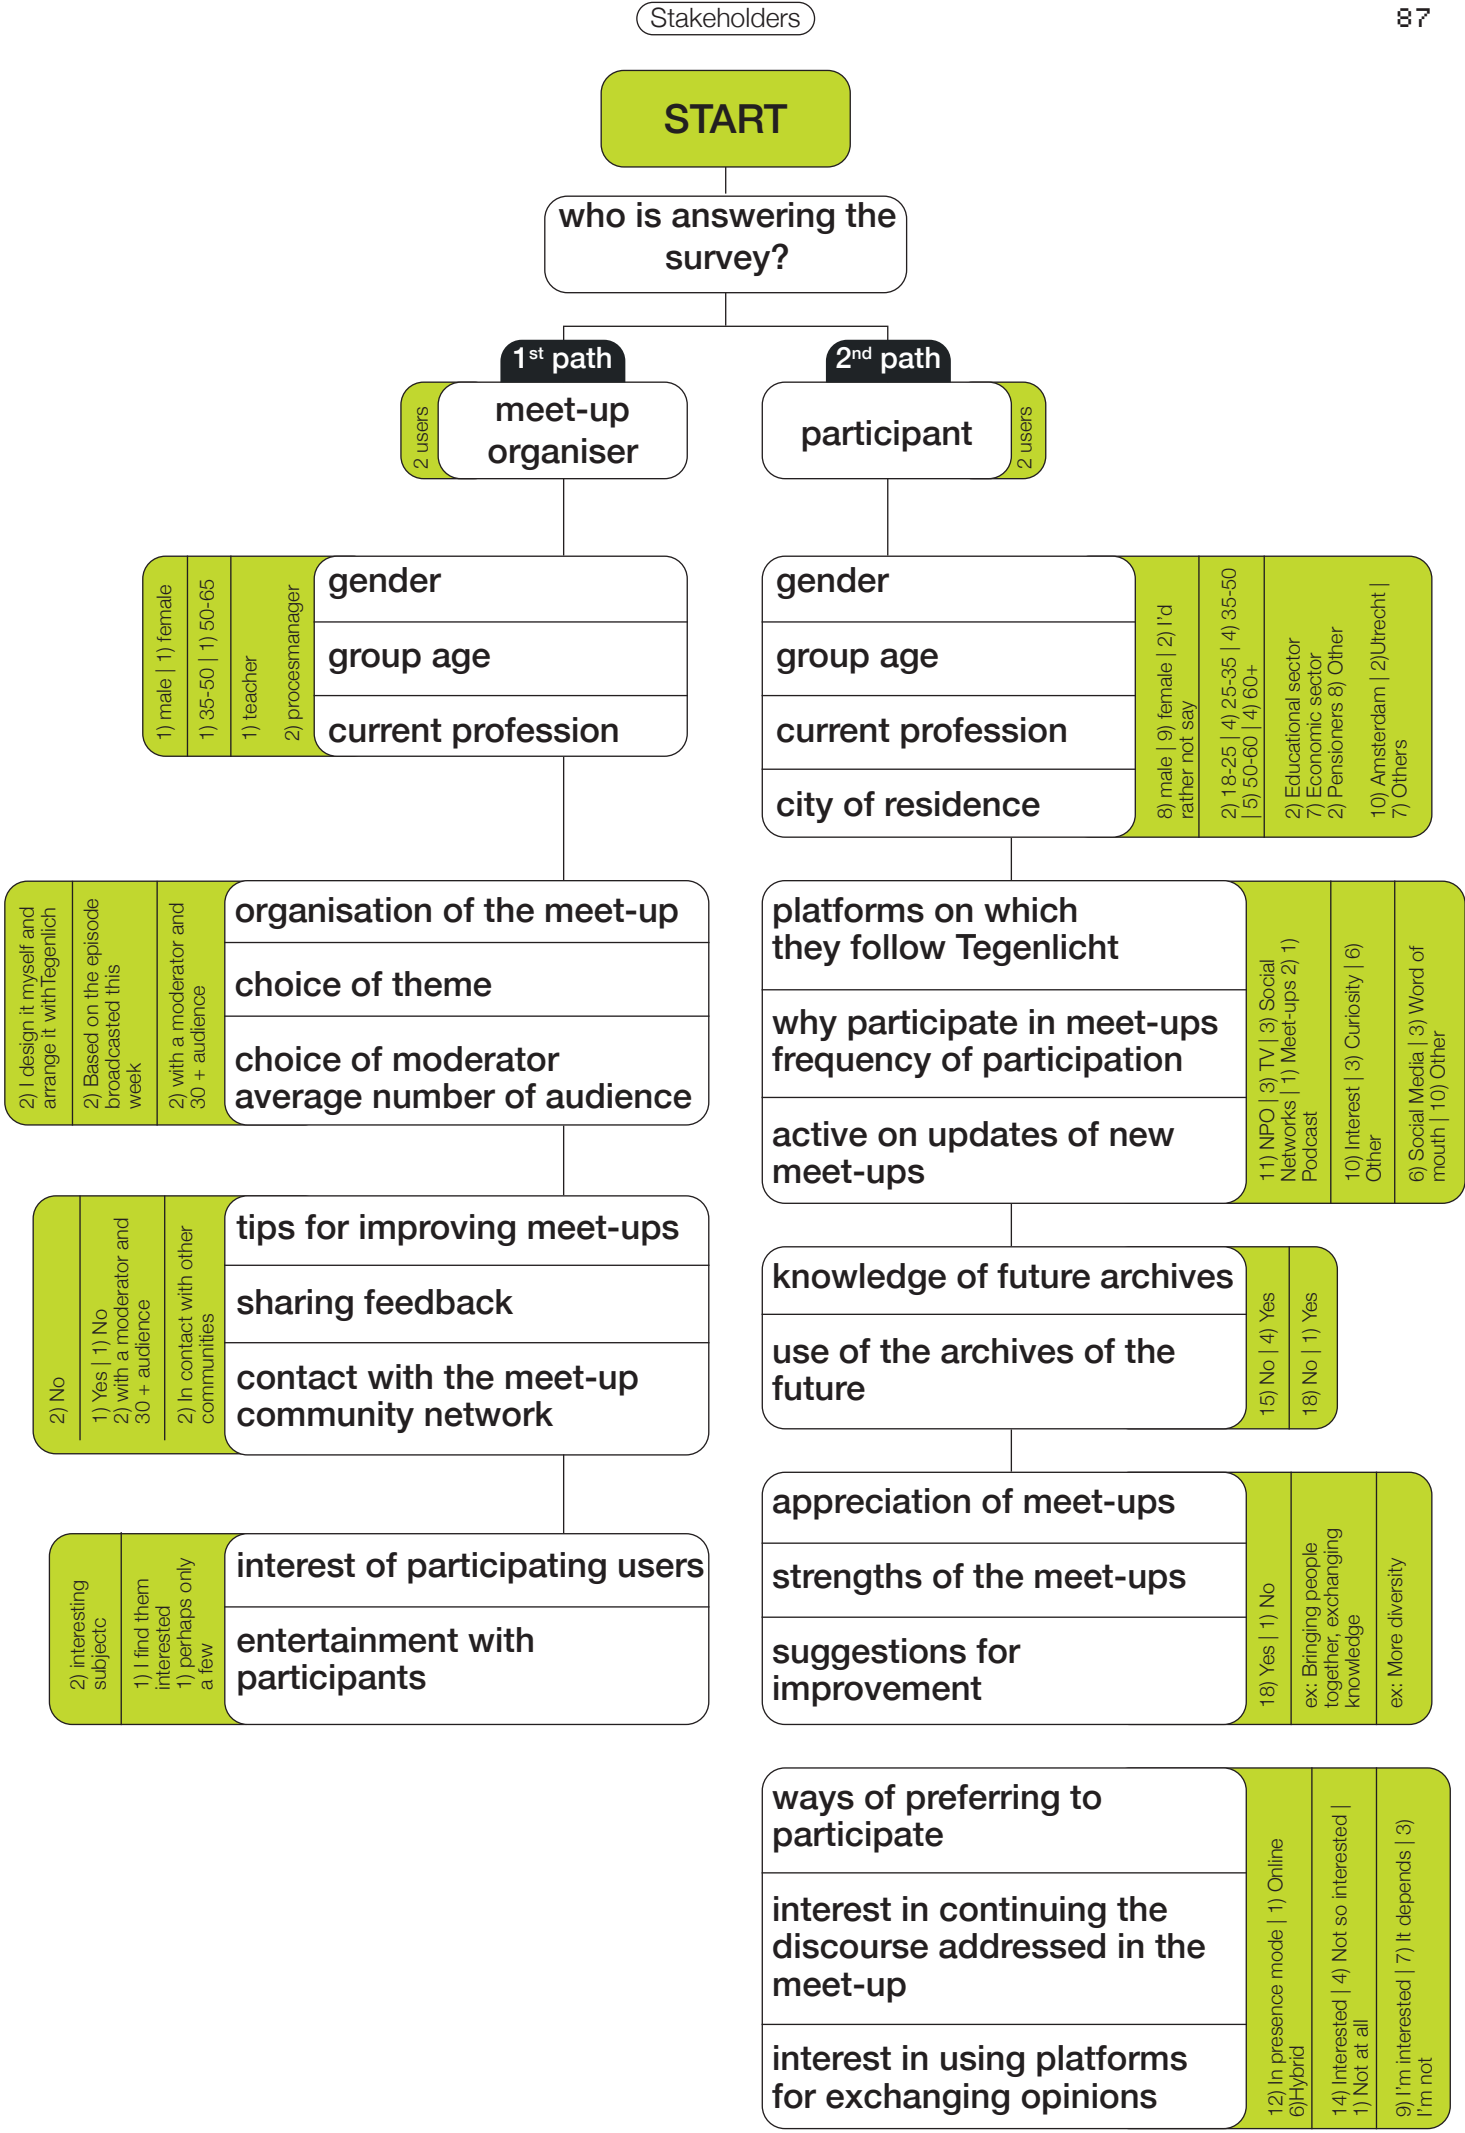 Stakeholders
87
START
who is answering the
survey?
1st path
2nd path
2 users
meet-up
organiser
participant
2 users
1) male | 1) female
1) 35-50 | 1) 50-65
1) teacher
2) procesmanager
gender
group age
current profession
gender
group age
current profession
city of residence
8) male | 9) female | 2) I'd
rather not say
2) 18-25 | 4) 25-35 | 4) 35-50
| 5) 50-60 | 4) 60+
2) Educational sector
7) Economic sector
2) Pensioners 8) Other
10) Amsterdam | 2)Utrecht |
7) Others
2) I design it myself and
arrange it withTegenlich
2) Based on the episode
broadcasted this
week
2) with a moderator and
30 + audience
organisation of the meet-up
choice of theme
choice of moderator
average number of audience
platforms on which
they follow Tegenlicht
why participate in meet-ups
frequency of participation
active on updates of new
meet-ups
11) NPO | 3) TV | 3) Social
Networks | 1) Meet-ups 2) 1)
Podcast
10) Interest | 3) Curiosity | 6)
Other
6) Social Media | 3) Word of
mouth | 10) Other
2) No
1) Yes | 1) No
2) with a moderator and
30 + audience
2) In contact with other
communities
tips for improving meet-ups
sharing feedback
contact with the meet-up
community network
knowledge of future archives
use of the archives of the
future
15) No | 4) Yes
18) No | 1) Yes
2) interesting
subjectc
1) I find them
interested
1) perhaps only
a few
interest of participating users
entertainment with
participants
appreciation of meet-ups
strengths of the meet-ups
suggestions for
improvement
18) Yes | 1) No
ex: Bringing people
together, exchanging
knowledge
ex: More diversity
ways of preferring to
participate
interest in continuing the
discourse addressed in the
meet-up
interest in using platforms
for exchanging opinions
12) In presence mode | 1) Online
6)Hybrid
14) Interested | 4) Not so interested |
1) Not at all
9) I'm interested | 7) It depends | 3)
I'm not